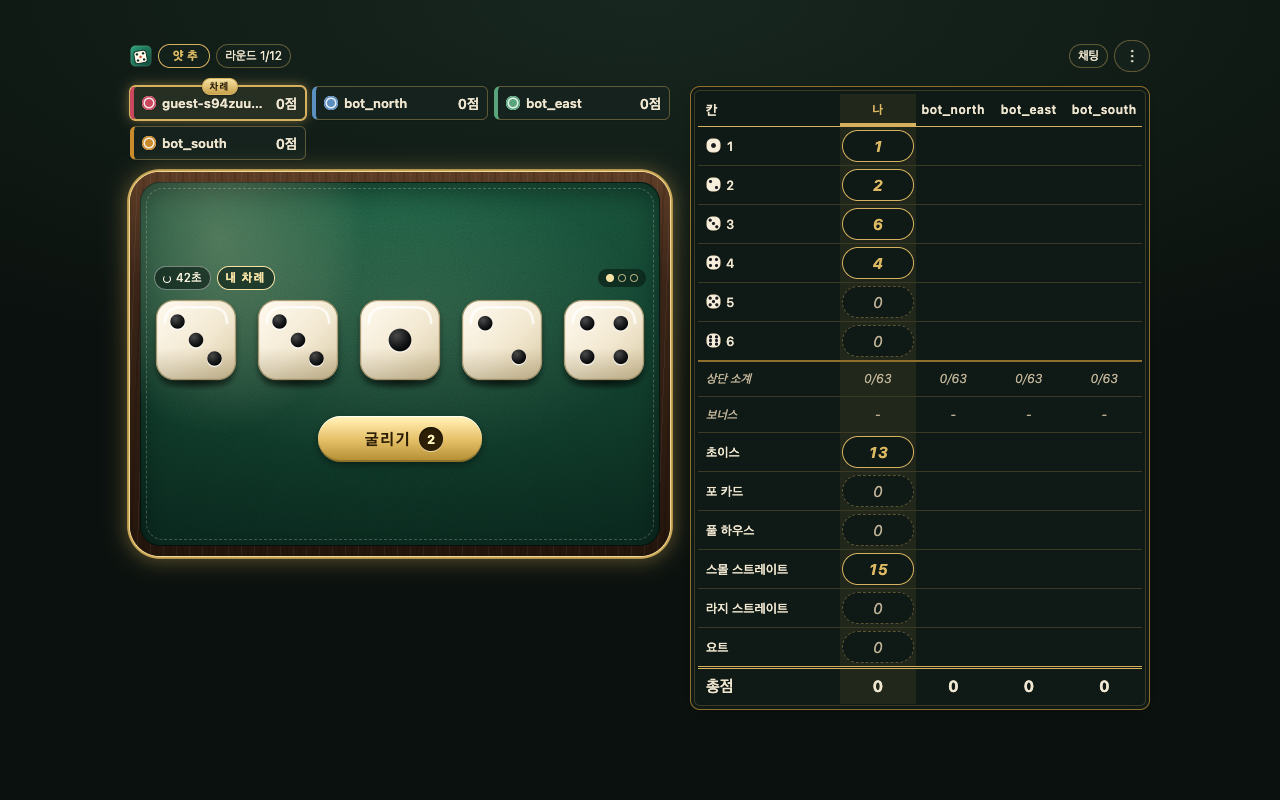 얏추 라운드 1/12 채팅
차례
guest-s94zuu... 0점 bot_north 0점 bot_east 0점
bot_south 0점
42초 내 차례
굴리기 2
칸 나 bot_north bot_east bot_south
1 1
2 2
3 6
4 4
5 0
6 0
상단 소계 0/63 0/63 0/63 0/63
보너스 - - - -
초이스 13
포 카드 0
풀 하우스 0
스몰 스트레이트 15
라지 스트레이트 0
요트 0
총점 0 0 0 0